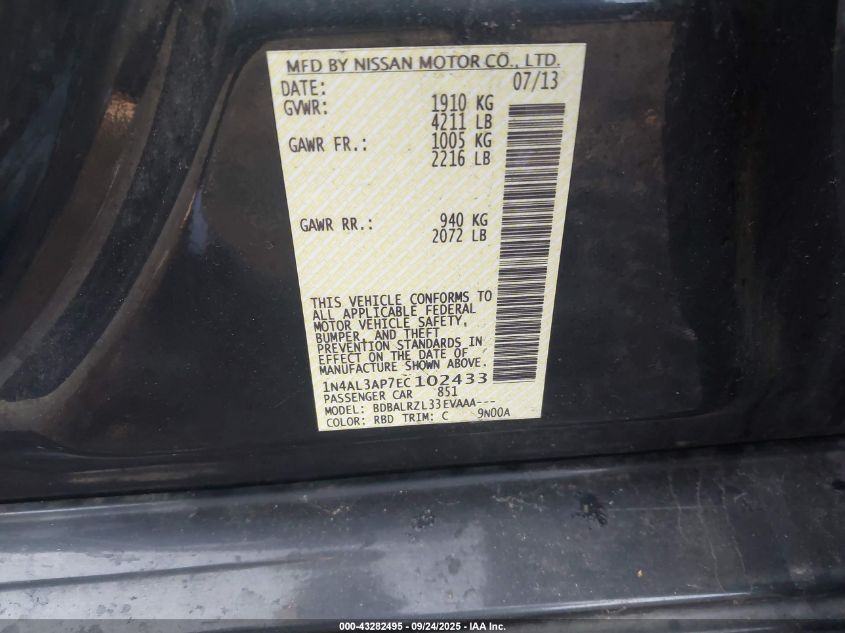 MFD BY NISSAN MOTOR CO., LTD.
DATE: 07/13
GVWR: 1910 KG
4211 LB
GAWR FR.: 1005 KG
2216 LB
GAWR RR.: 940 KG
2072 LB
THIS VEHICLE CONFORMS TO
ALL APPLICABLE FEDERAL
MOTOR VEHICLE SAFETY,
BUMPER, AND THEFT
PREVENTION STANDARDS IN
EFFECT ON THE DATE OF
MANUFACTURE SHOWN ABOVE.
1N4AL3AP7EC102433
PASSENGER CAR 851
MODEL: BDBALRZL33EVAAA---
COLOR: RBD TRIM: C 9N00A
000-43282495 - 09/24/2025 - IAA Inc.